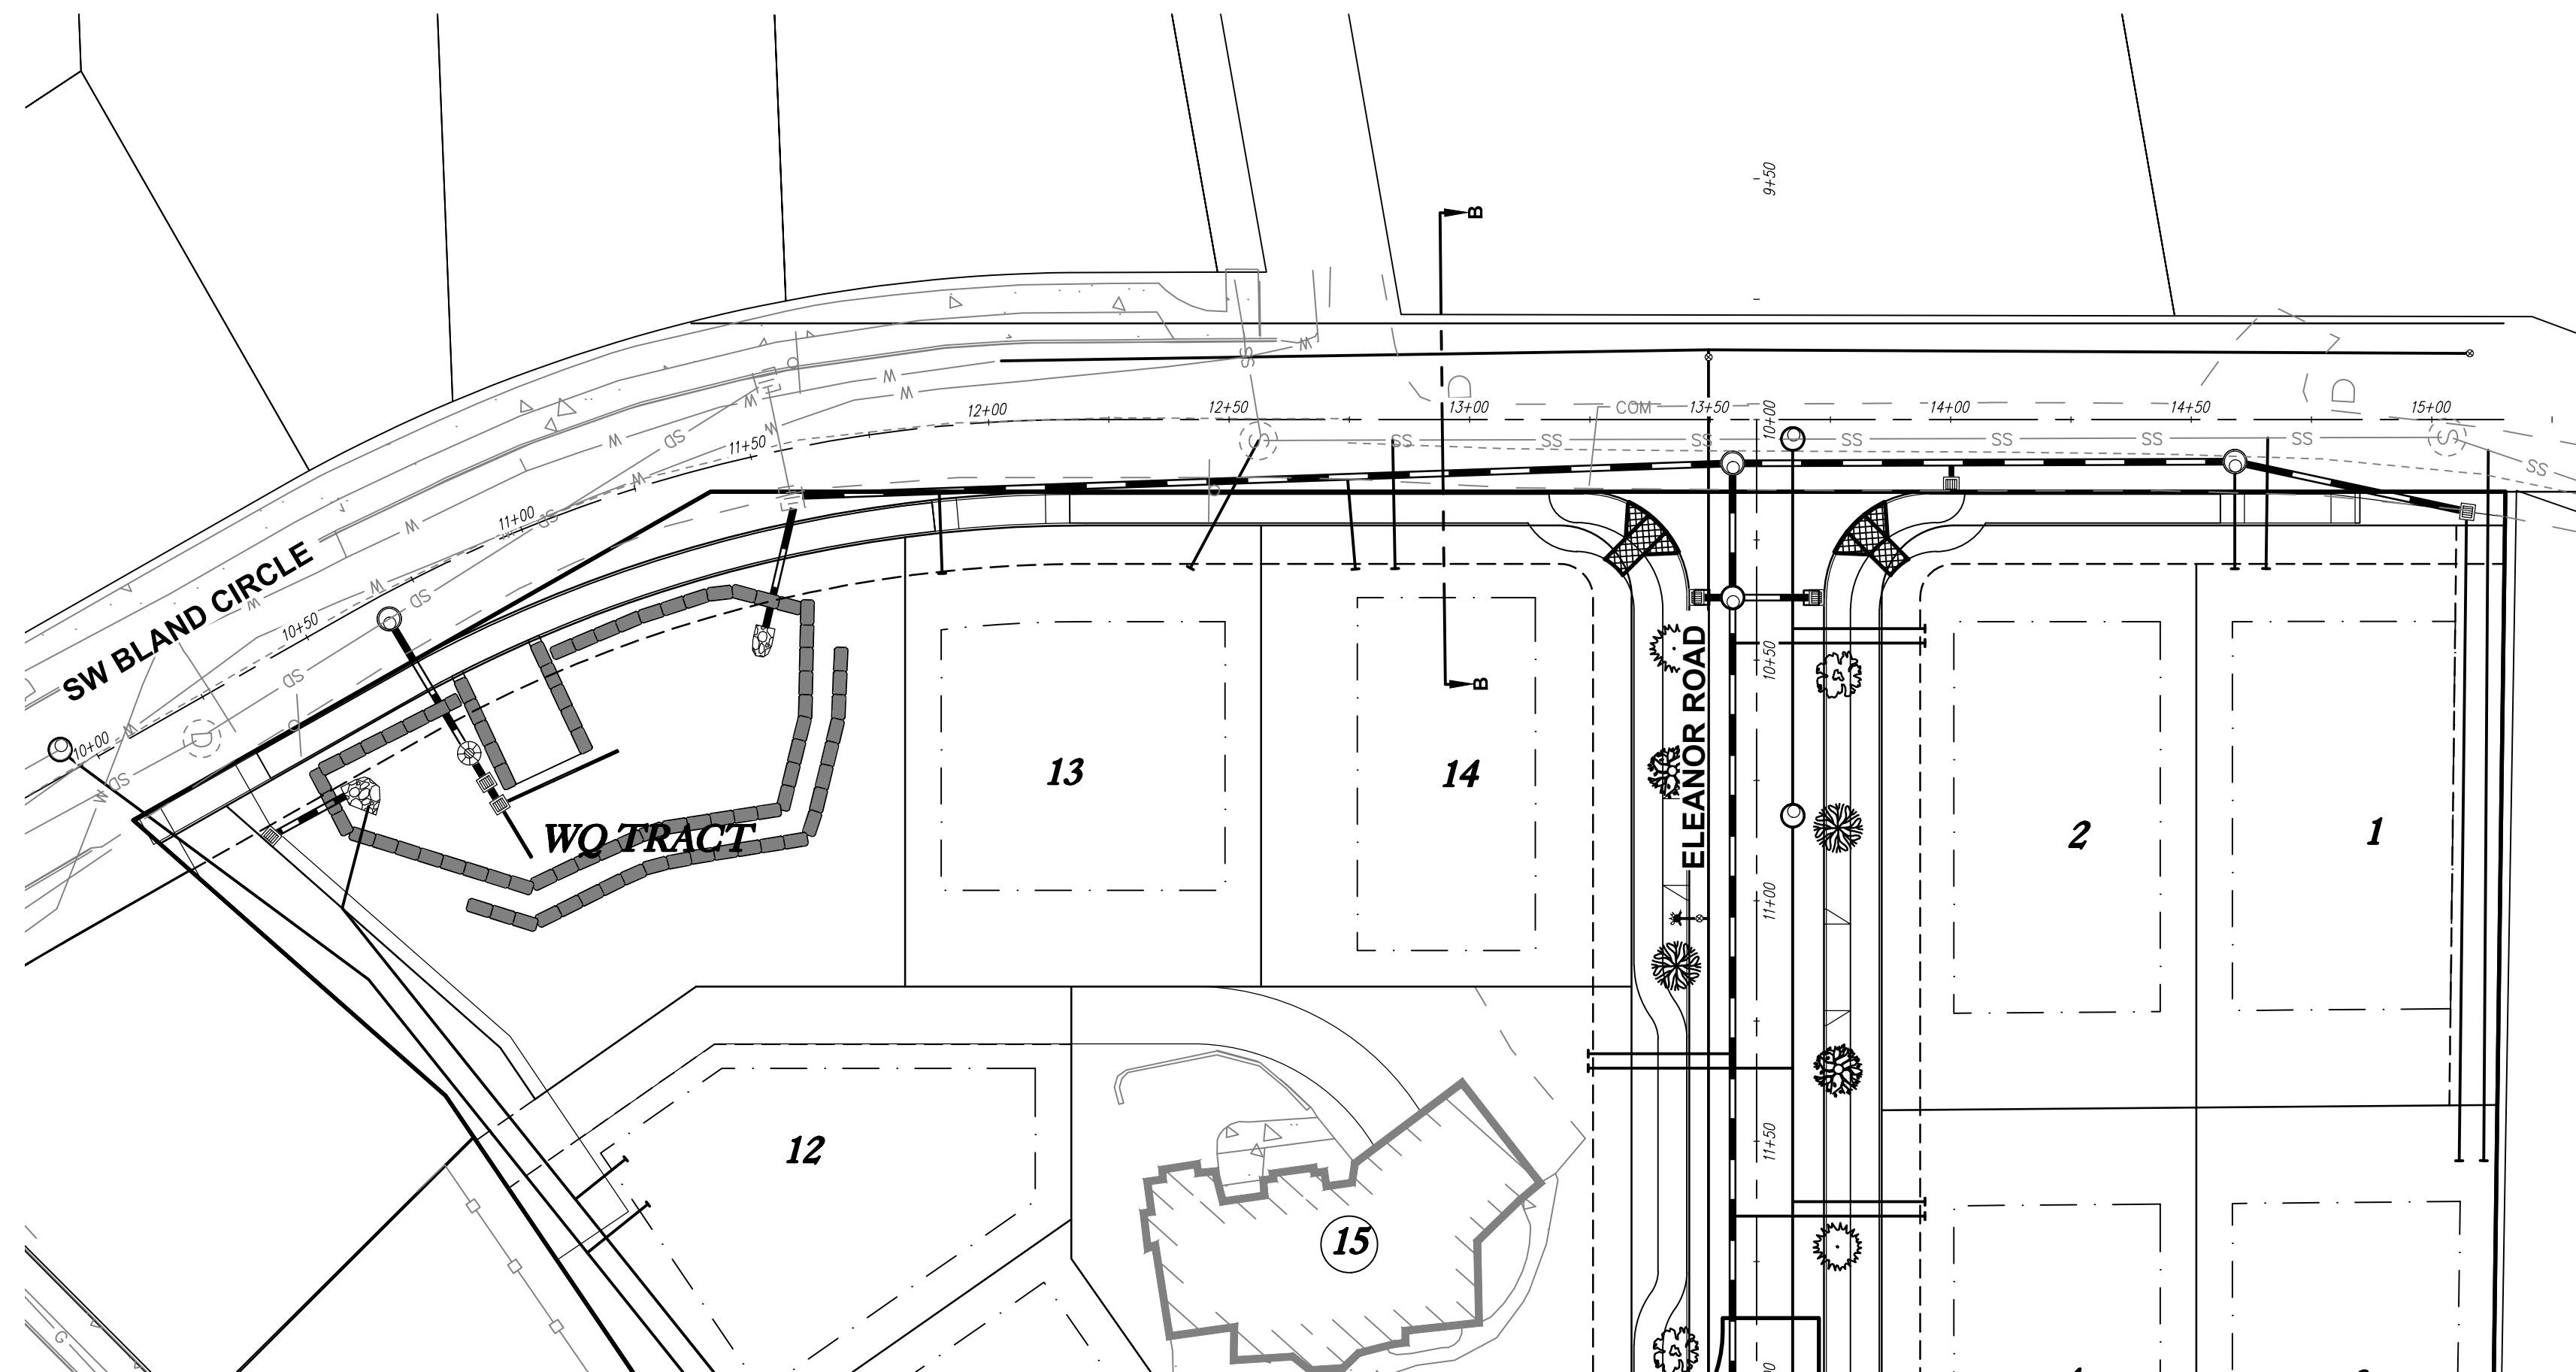 9+50
B
W
S
W
W
W
D
D
COM
12+00
12+50
13+00
13+50
10+00
14+00
14+50
15+00
W
SD
W
11+50
S
SS
SS
SS
SS
SS
SS
SS
S
SS
W
W
11+00
SD
SW BLAND CIRCLE
W
W
SD
10+50
SD
10+00
W
SD
D
W
B
ELEANOR ROAD
10+50
13
14
2
1
WQ TRACT
11+00
12
11+50
15
G